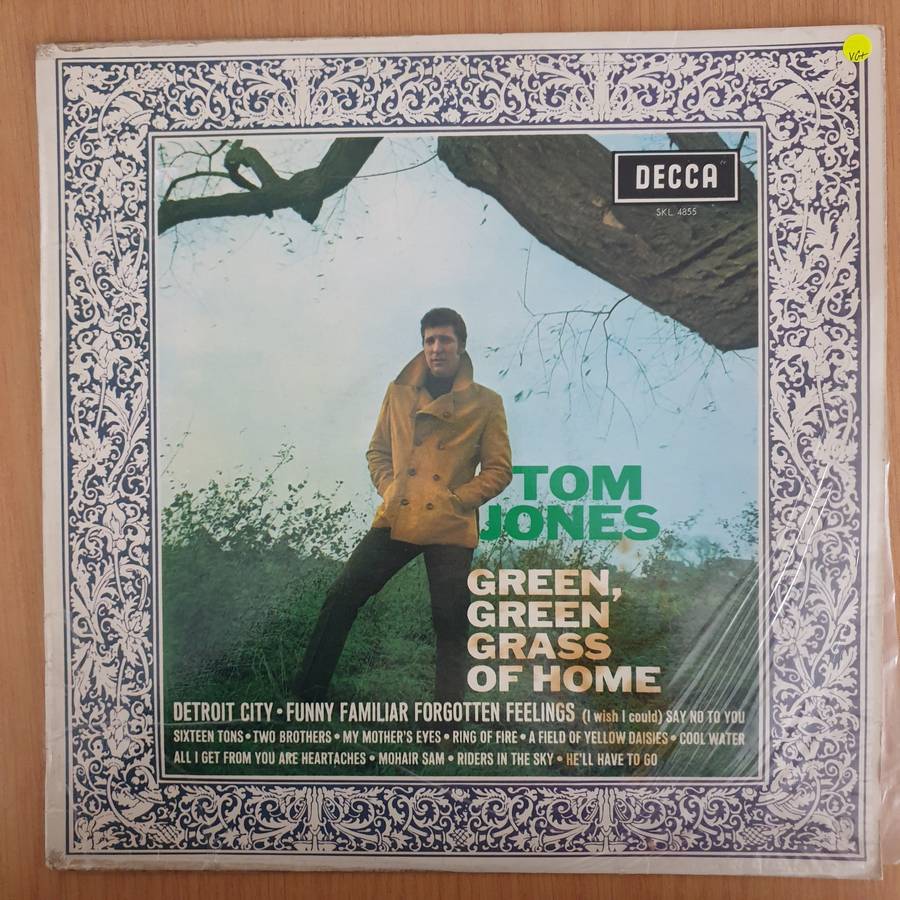 VG+
DECCA
SKL 4855
TOM
JONES
GREEN,
GREEN
GRASS
OF HOME
DETROIT CITY • FUNNY FAMILIAR FORGOTTEN FEELINGS (I wish I could) SAY NO TO YOU
SIXTEEN TONS • TWO BROTHERS • MY MOTHER'S EYES • RING OF FIRE • A FIELD OF YELLOW DAISIES • COOL WATER
ALL I GET FROM YOU ARE HEARTACHES • MOHAIR SAM • RIDERS IN THE SKY • HE'LL HAVE TO GO